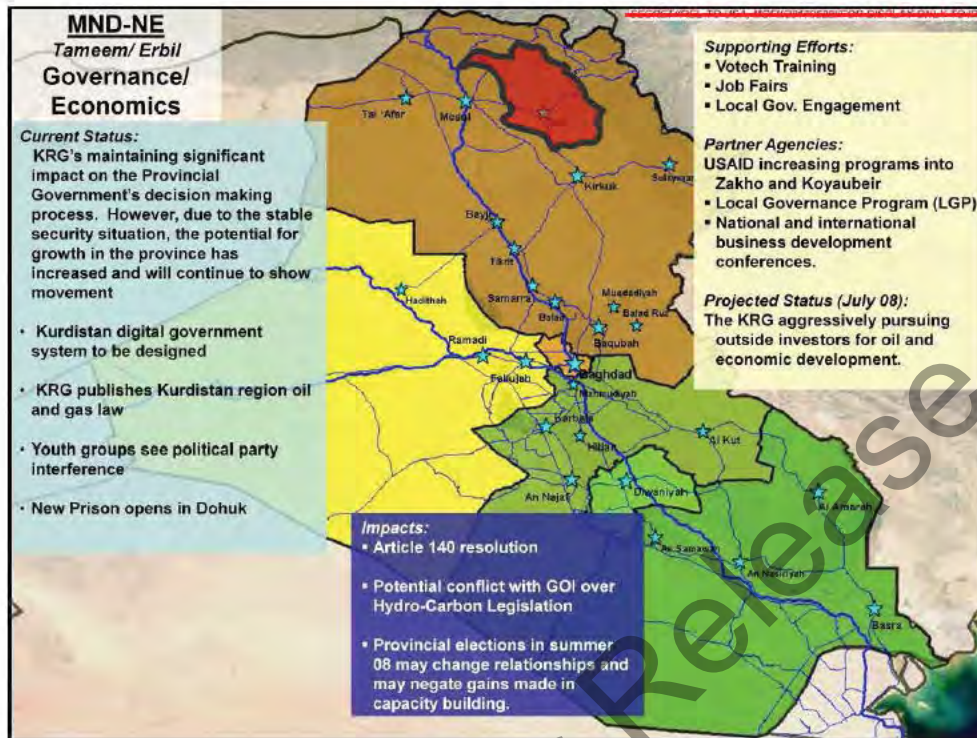 MND-NE
Tameem/ Erbil
Governance/
Economics
Current Status:
KRG's maintaining significant
impact on the Provincial
Government's decision making
process. However, due to the stable
security situation, the potential for
growth in the province has
increased and will continue to show
movement
• Kurdistan digital government
system to be designed
• KRG publishes Kurdistan region oil
and gas law
• Youth groups see political party
interference
• New Prison opens in Dohuk
Supporting Efforts:
▪ Votech Training
▪ Job Fairs
▪ Local Gov. Engagement
Partner Agencies:
USAID increasing programs into
Zakho and Koyaubeir
▪ Local Governance Program (LGP)
▪ National and international
business development
conferences.
Projected Status (July 08):
The KRG aggressively pursuing
outside investors for oil and
economic development.
Impacts:
▪ Article 140 resolution
▪ Potential conflict with GOI over
Hydro-Carbon Legislation
▪ Provincial elections in summer
08 may change relationships and
may negate gains made in
capacity building.
Tal 'Afar
Mosul
Kirkuk
Bayji
Tikrit
Samarra
Hadithah
Balad
Muqdadiyah
Balad Ruz
Baqubah
Ramadi
Fallujah
Baghdad
Mahmudiyah
Karbala
Hillah
Al Kut
An Najaf
Diwaniyah
Al Amarah
As Samawah
An Nasiriyah
Basra
Release